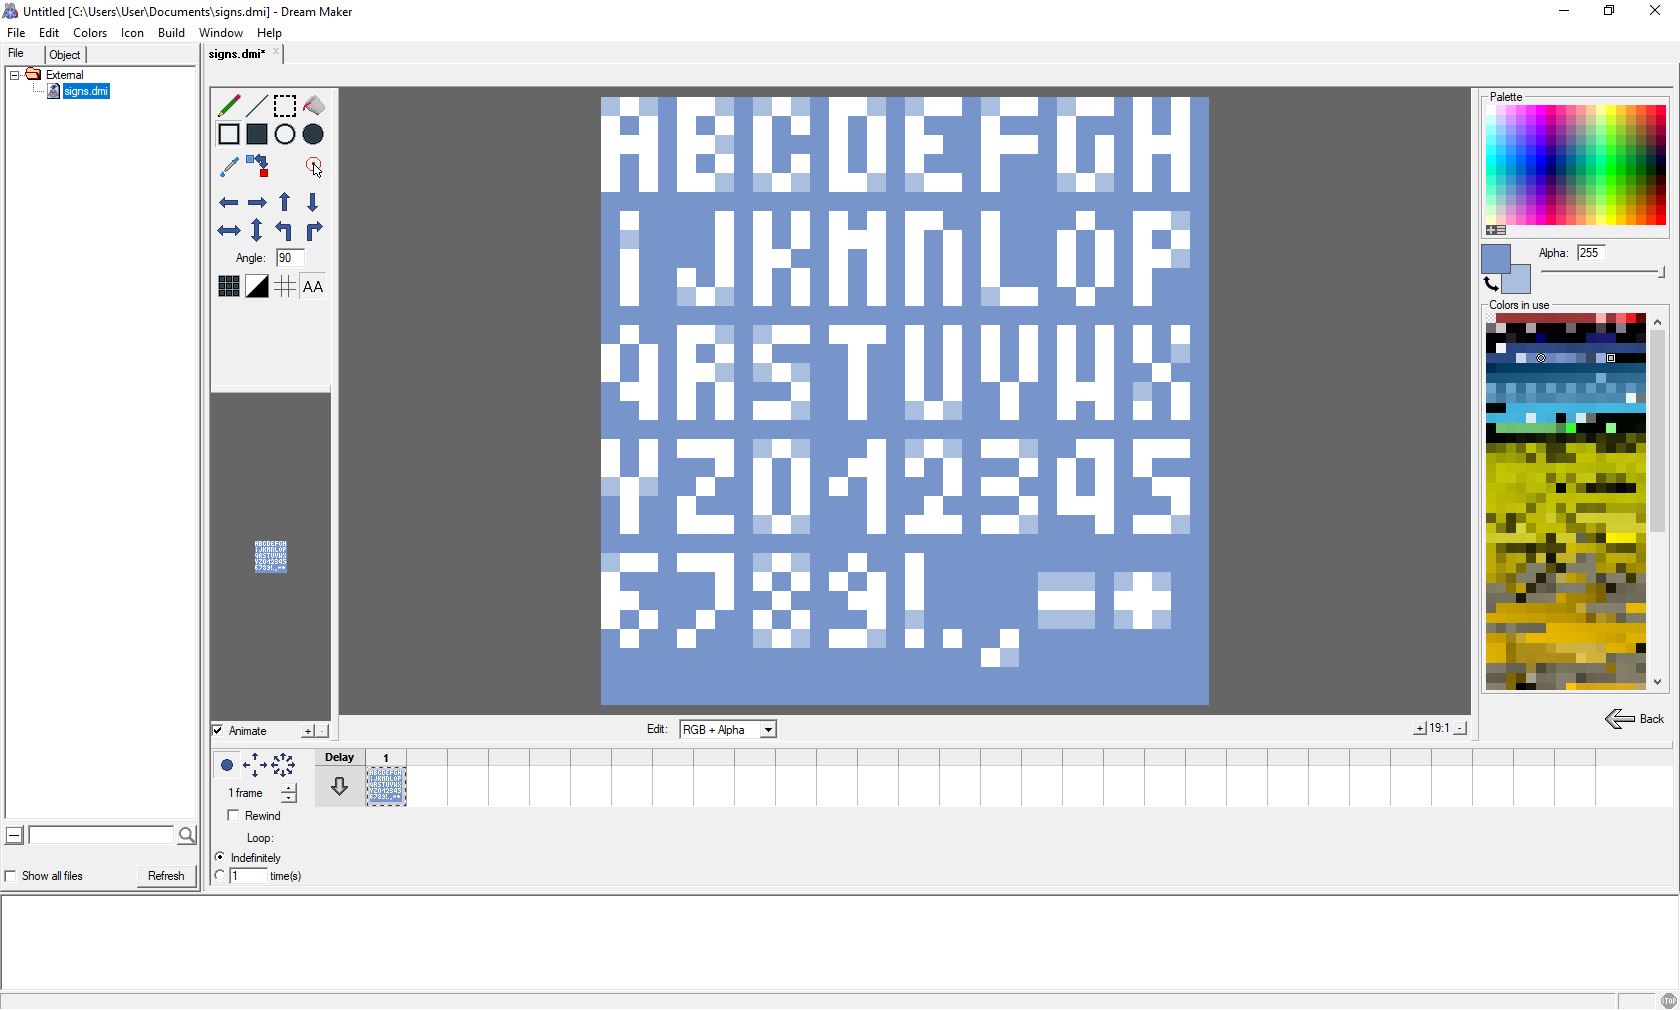 Untitled [C:\Users\User\Documents\signs.dmi] - Dream Maker
File Edit Colors Icon Build Window Help
File Object
signs.dmi*
External
signs.dmi
ABCDEFGH
IJKMNLOP
QRSTUVWX
YZ012345
6789!.,=+
Angle: 90
AA
Palette
Alpha: 255
Colors in use
Back
Animate + -
Edit: RGB + Alpha
+ 19:1 -
Delay 1
1 frame
Rewind
Loop:
Indefinitely
1 time(s)
Show all files Refresh
STOP